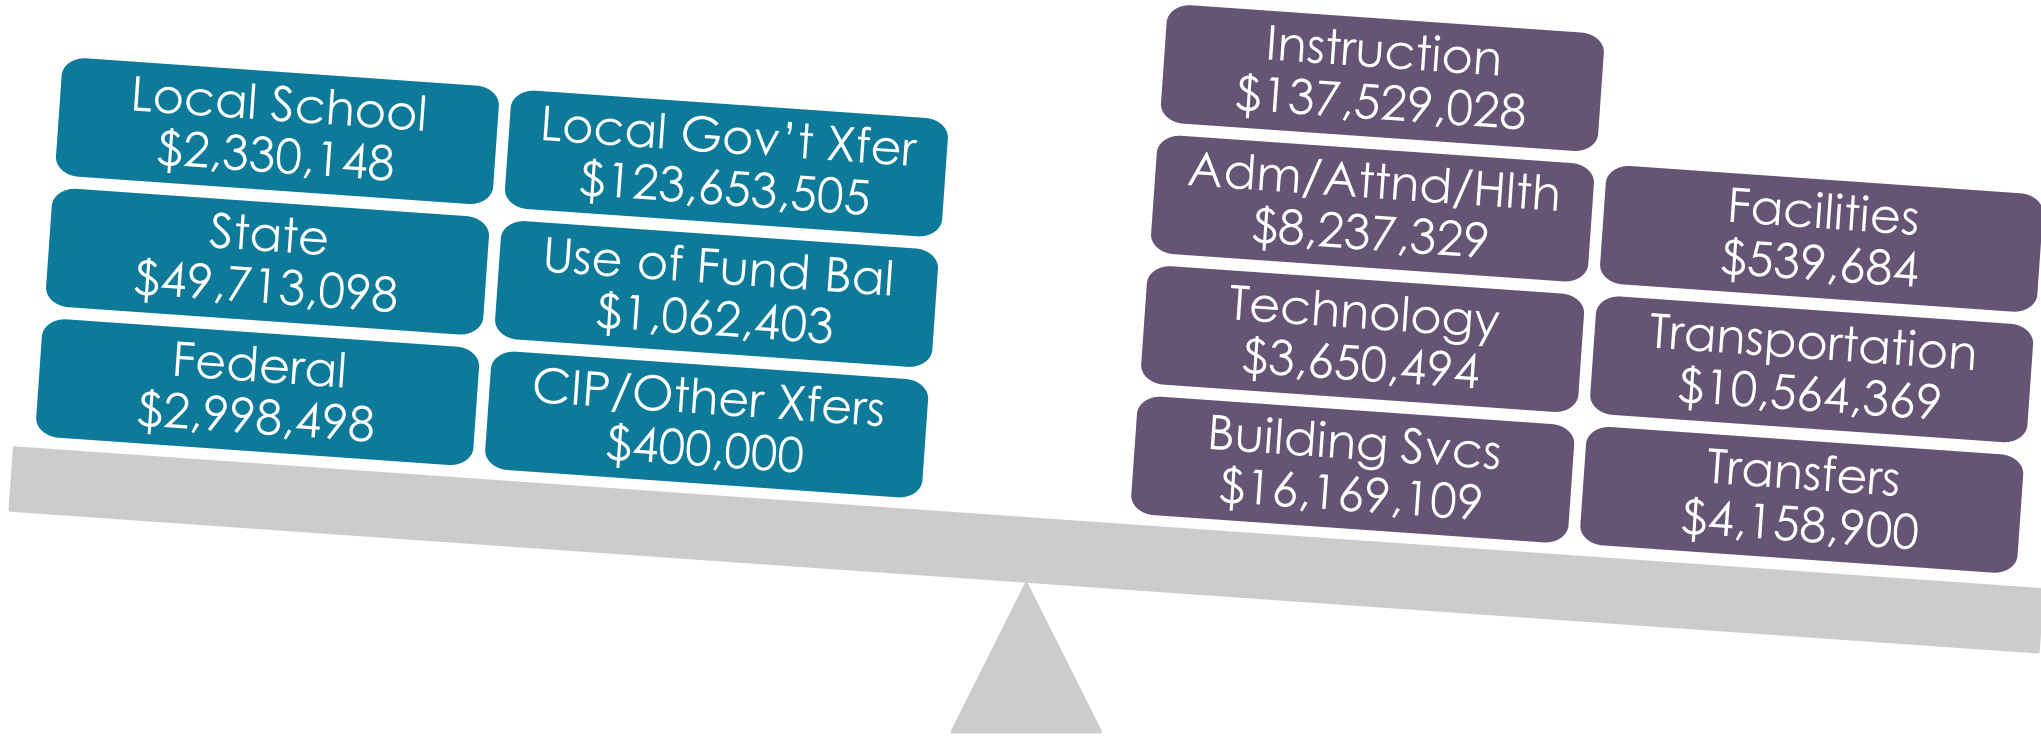 Local School
$2,330,148
State
$49,713,098
Federal
$2,998,498
Local Gov’t Xfer
$123,653,505
Use of Fund Bal
$1,062,403
CIP/Other Xfers
$400,000
Instruction
$137,529,028
Adm/Attnd/Hlth
$8,237,329
Technology
$3,650,494
Building Svcs
$16,169,109
Facilities
$539,684
Transportation
$10,564,369
Transfers
$4,158,900